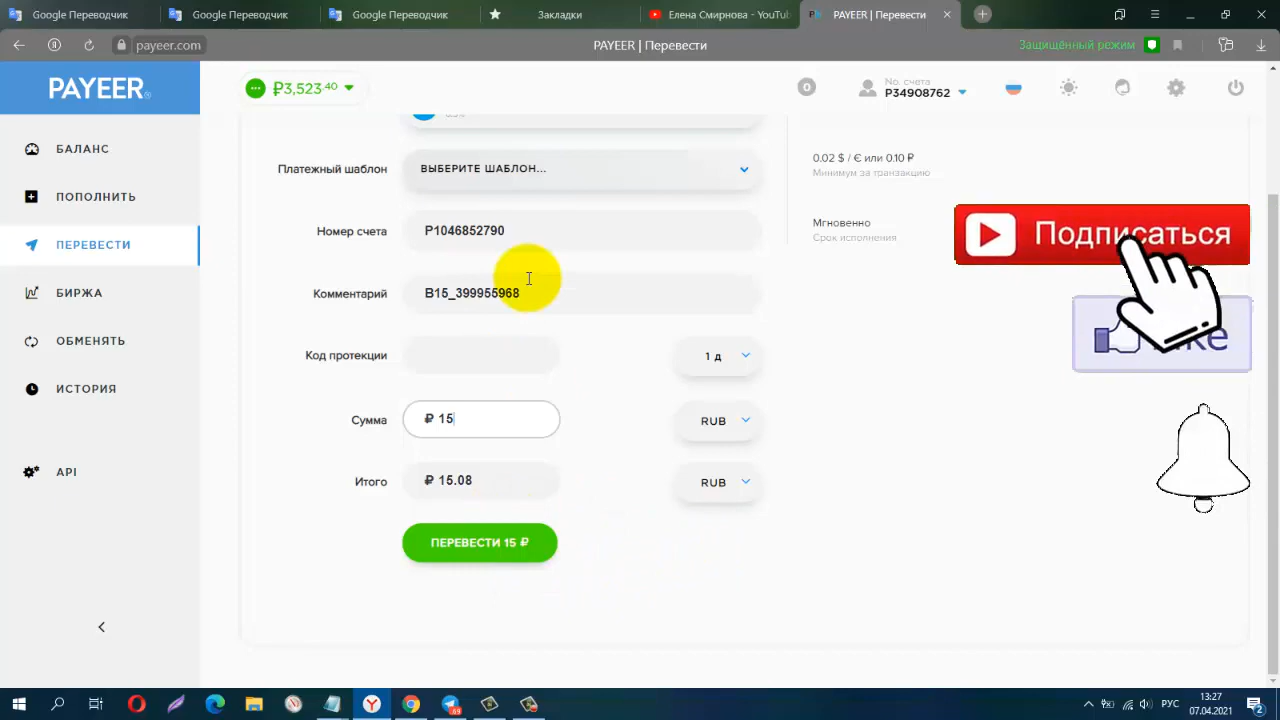 Google Переводчик
Google Переводчик
Google Переводчик
Закладки
Елена Смирнова - YouTu
PAYEER | Перевести
payeer.com
PAYEER | Перевести
Защищённый режим
PAYEER
₽3,523.40
0
No. счета
P34908762
БАЛАНС
ПОПОЛНИТЬ
ПЕРЕВЕСТИ
БИРЖА
ОБМЕНЯТЬ
ИСТОРИЯ
API
Платежный шаблон
ВЫБЕРИТЕ ШАБЛОН...
Номер счета
P1046852790
Комментарий
B15_399955968
Код протекции
1 д
Сумма
₽ 15
RUB
Итого
₽ 15.08
RUB
ПЕРЕВЕСТИ 15 ₽
0.02 $ / € или 0.10 ₽
Минимум за транзакцию
Мгновенно
Срок исполнения
Подписаться
РУС
13:27
07.04.2021
2